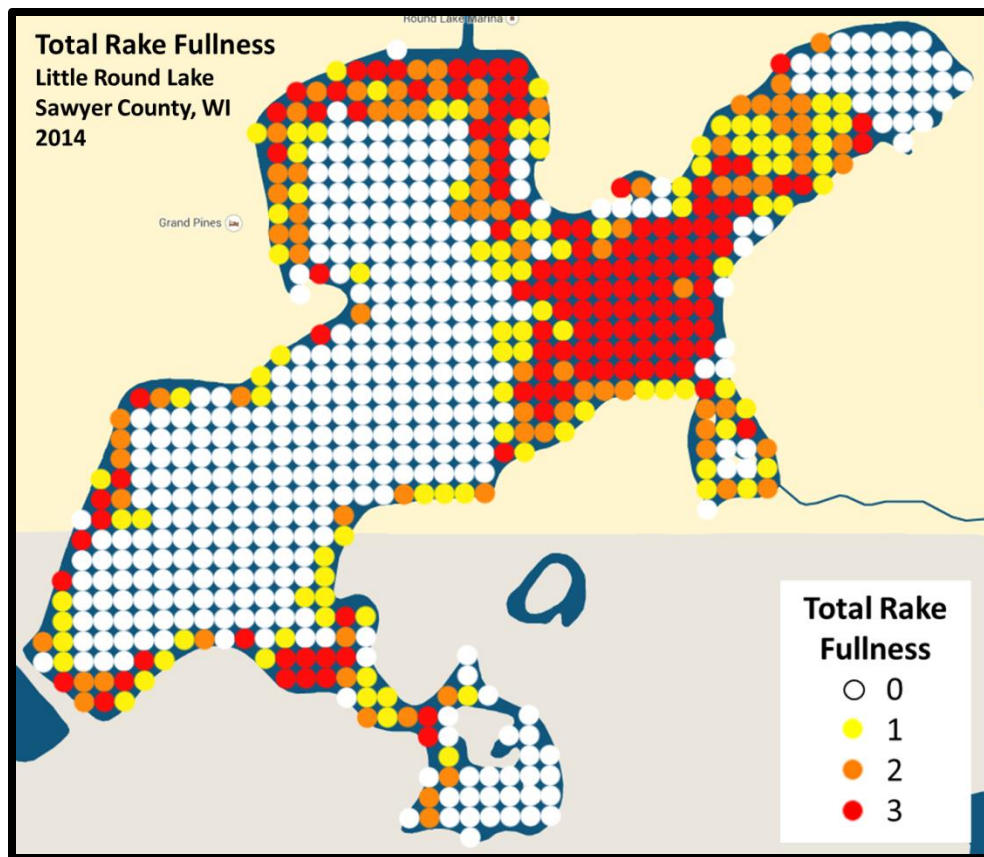 Round Lake Marina
Total Rake Fullness
Little Round Lake
Sawyer County, WI
2014
Grand Pines
Total Rake
Fullness
0
1
2
3